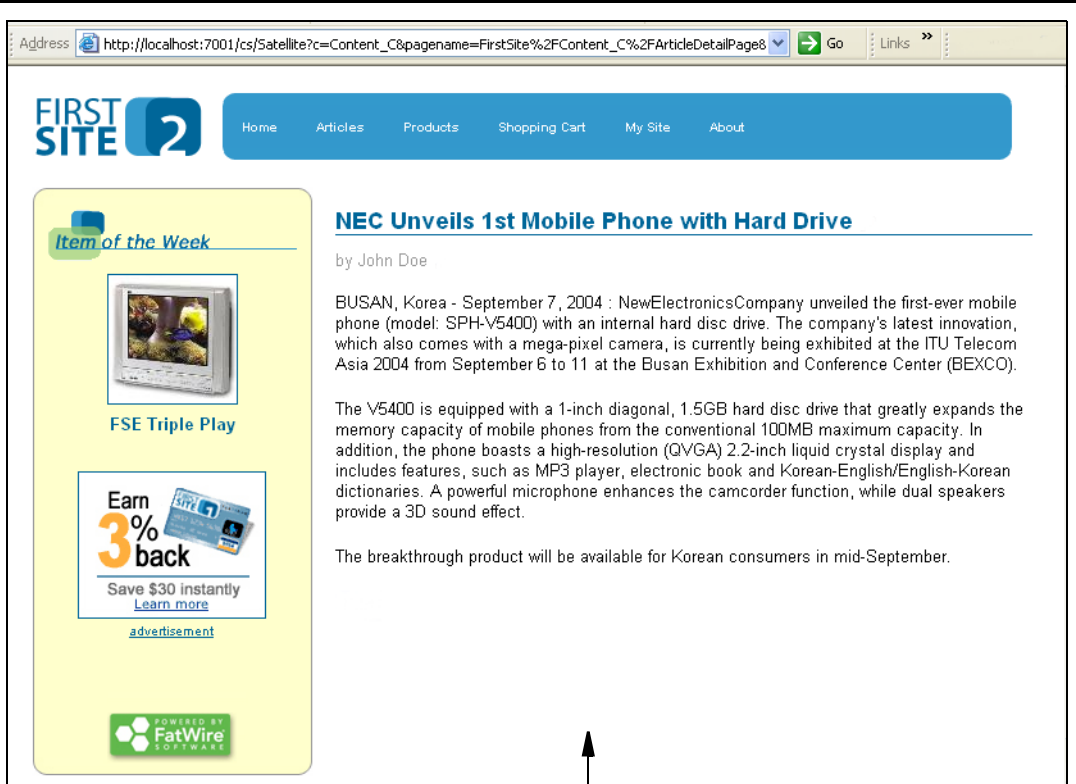 Address http://localhost:7001/cs/Satellite?c=Content_C&pagename=FirstSite%2FContent_C%2FArticleDetailPage& Go Links »
FIRST
SITE 2
Home Articles Products Shopping Cart My Site About
Item of the Week
FSE Triple Play
Earn
3%
back
FIRST
SITE 2
Save $30 instantly
Learn more
advertisement
POWERED BY
FatWire
SOFTWARE
NEC Unveils 1st Mobile Phone with Hard Drive
by John Doe
BUSAN, Korea - September 7, 2004 : NewElectronicsCompany unveiled the first-ever mobile
phone (model: SPH-V5400) with an internal hard disc drive. The company's latest innovation,
which also comes with a mega-pixel camera, is currently being exhibited at the ITU Telecom
Asia 2004 from September 6 to 11 at the Busan Exhibition and Conference Center (BEXCO).
The V5400 is equipped with a 1-inch diagonal, 1.5GB hard disc drive that greatly expands the
memory capacity of mobile phones from the conventional 100MB maximum capacity. In
addition, the phone boasts a high-resolution (QVGA) 2.2-inch liquid crystal display and
includes features, such as MP3 player, electronic book and Korean-English/English-Korean
dictionaries. A powerful microphone enhances the camcorder function, while dual speakers
provide a 3D sound effect.
The breakthrough product will be available for Korean consumers in mid-September.